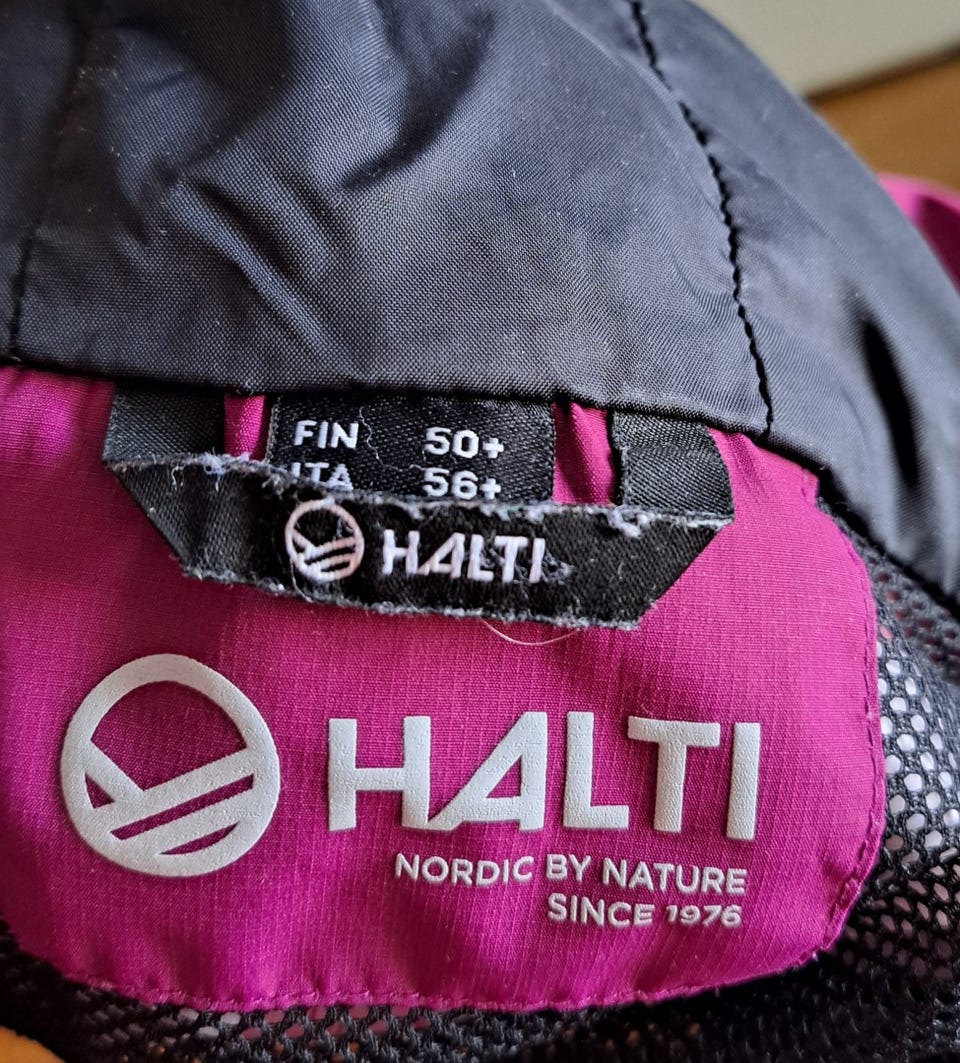 FIN 50+
ITA 56+
HALTI
HALTI
NORDIC BY NATURE
SINCE 1976